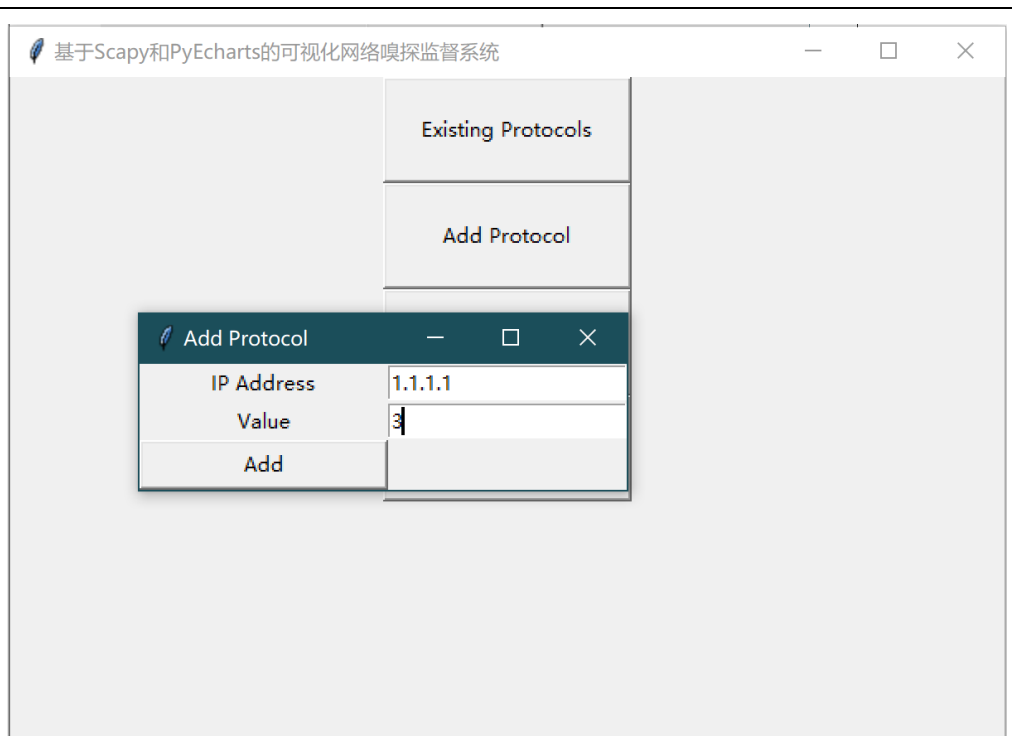 基于Scapy和PyEcharts的可视化网络嗅探监督系统
Existing Protocols
Add Protocol
Add Protocol
IP Address 1.1.1.1
Value 3
Add